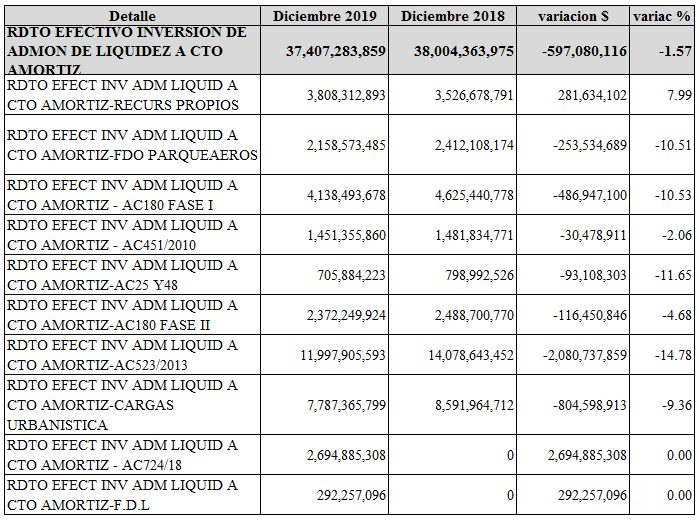 Detalle Diciembre 2019 Diciembre 2018 variacion $ variac %
RDTO EFECTIVO INVERSION DE
ADMON DE LIQUIDEZ A CTO
AMORTIZ 37,407,283,859 38,004,363,975 -597,080,116 -1.57
RDTO EFECT INV ADM LIQUID A
CTO AMORTIZ-RECURS PROPIOS 3,808,312,893 3,526,678,791 281,634,102 7.99
RDTO EFECT INV ADM LIQUID A
CTO AMORTIZ-FDO PARQUEAEROS 2,158,573,485 2,412,108,174 -253,534,689 -10.51
RDTO EFECT INV ADM LIQUID A
CTO AMORTIZ - AC180 FASE I 4,138,493,678 4,625,440,778 -486,947,100 -10.53
RDTO EFECT INV ADM LIQUID A
CTO AMORTIZ - AC451/2010 1,451,355,860 1,481,834,771 -30,478,911 -2.06
RDTO EFECT INV ADM LIQUID A
CTO AMORTIZ-AC25 Y48 705,884,223 798,992,526 -93,108,303 -11.65
RDTO EFECT INV ADM LIQUID A
CTO AMORTIZ-AC180 FASE II 2,372,249,924 2,488,700,770 -116,450,846 -4.68
RDTO EFECT INV ADM LIQUID A
CTO AMORTIZ-AC523/2013 11,997,905,593 14,078,643,452 -2,080,737,859 -14.78
RDTO EFECT INV ADM LIQUID A
CTO AMORTIZ-CARGAS
URBANISTICA 7,787,365,799 8,591,964,712 -804,598,913 -9.36
RDTO EFECT INV ADM LIQUID A
CTO AMORTIZ - AC724/18 2,694,885,308 0 2,694,885,308 0.00
RDTO EFECT INV ADM LIQUID A
CTO AMORTIZ-F.D.L 292,257,096 0 292,257,096 0.00